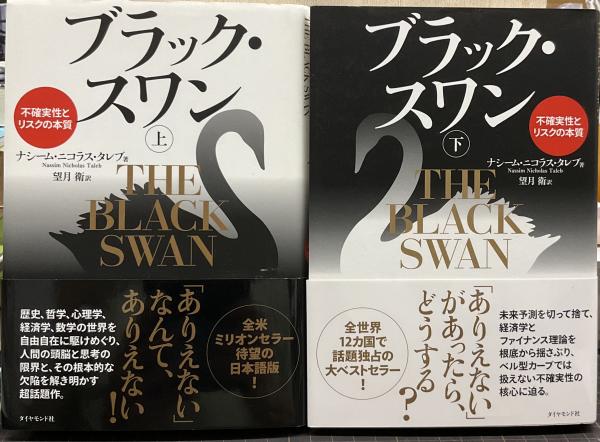 ブラック・
スワン
上
不確実性と
リスクの本質
ナシーム・ニコラス・タレブ著
Nassim Nicholas Taleb
望月 衛訳
THE
BLACK
SWAN
「ありえない」
なんて、
ありえない!
歴史、哲学、心理学、
経済学、数学の世界を
自由自在に駆けめぐり、
人間の頭脳と思考の
限界と、その根本的な
欠陥を解き明かす
超話題作。
全米
ミリオンセラー
待望の
日本語版!
ダイヤモンド社
THE BLACK SWAN
ブラック・
スワン
下
不確実性と
リスクの本質
ナシーム・ニコラス・タレブ著
Nassim Nicholas Taleb
望月 衛訳
THE
BLACK
SWAN
「ありえない」
があったら、
どうする?
全世界
12カ国で
話題独占の
大ベストセラー!
未来予測を切って捨て、
経済学と
ファイナンス理論を
根底から揺さぶり、
ベル型カーブでは
扱えない不確実性の
核心に迫る。
ダイヤモンド社